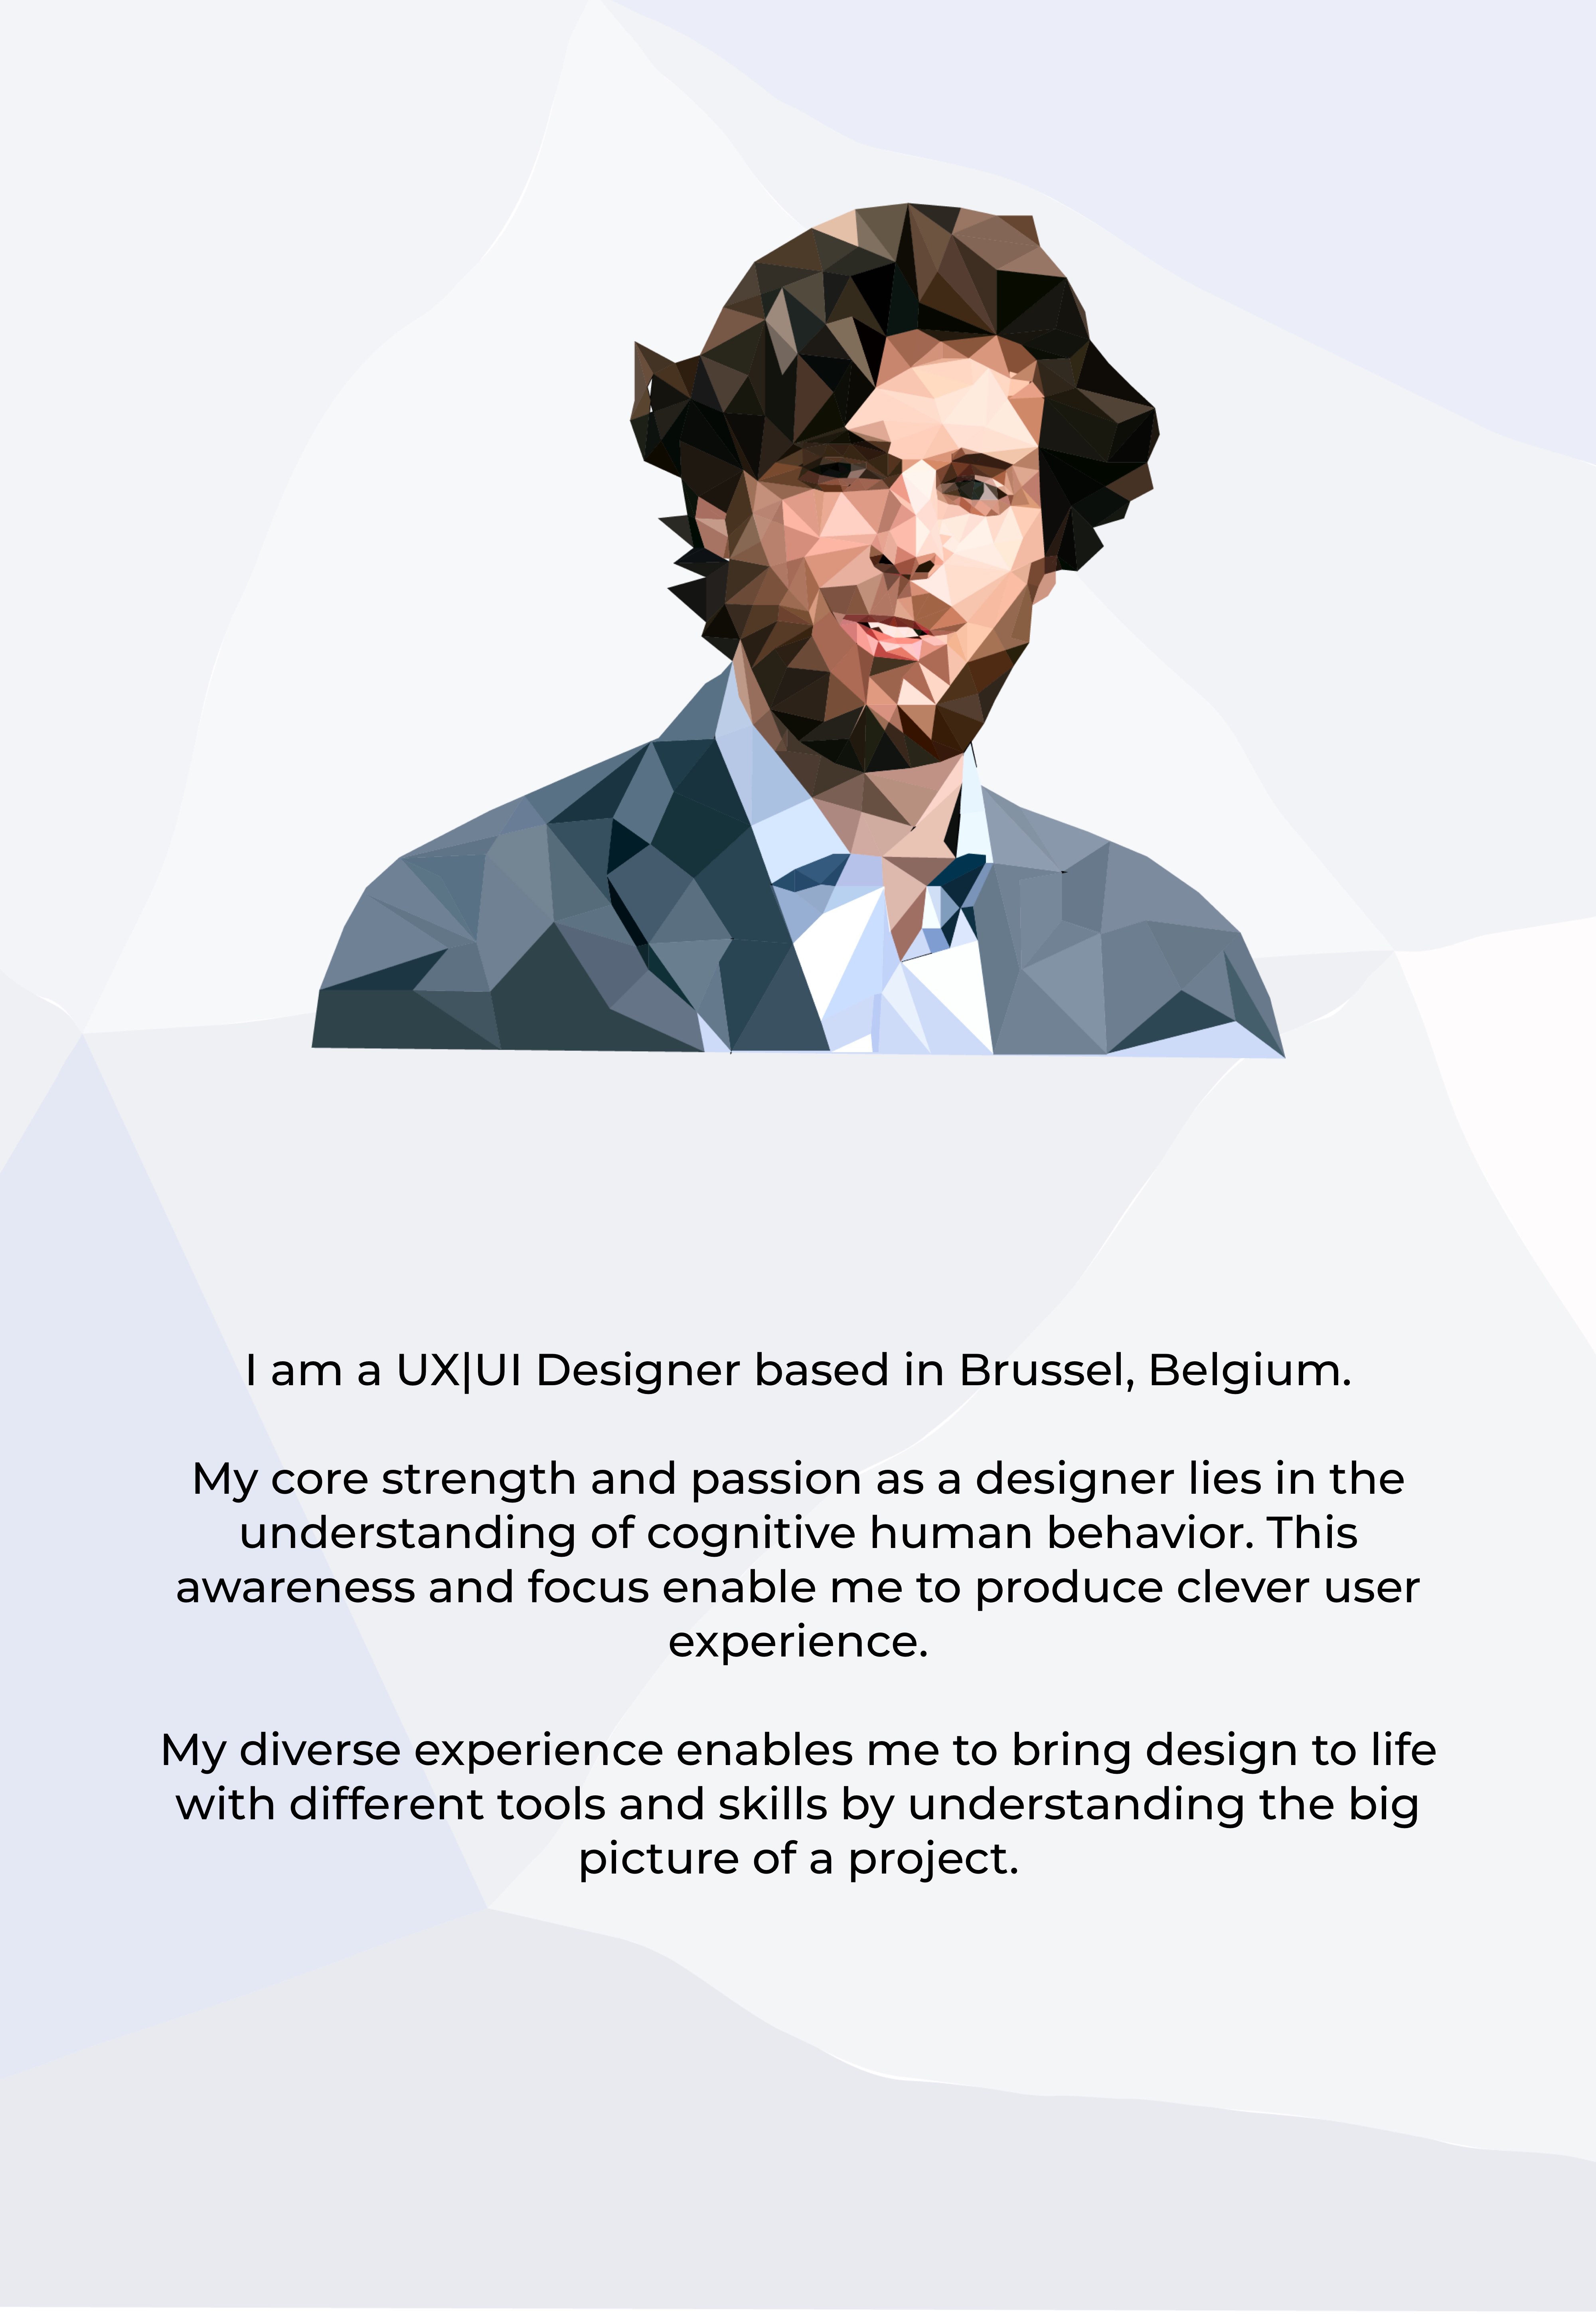 I am a UX|UI Designer based in Brussel, Belgium.
My core strength and passion as a designer lies in the
understanding of cognitive human behavior. This
awareness and focus enable me to produce clever user
experience.
My diverse experience enables me to bring design to life
with different tools and skills by understanding the big
picture of a project.